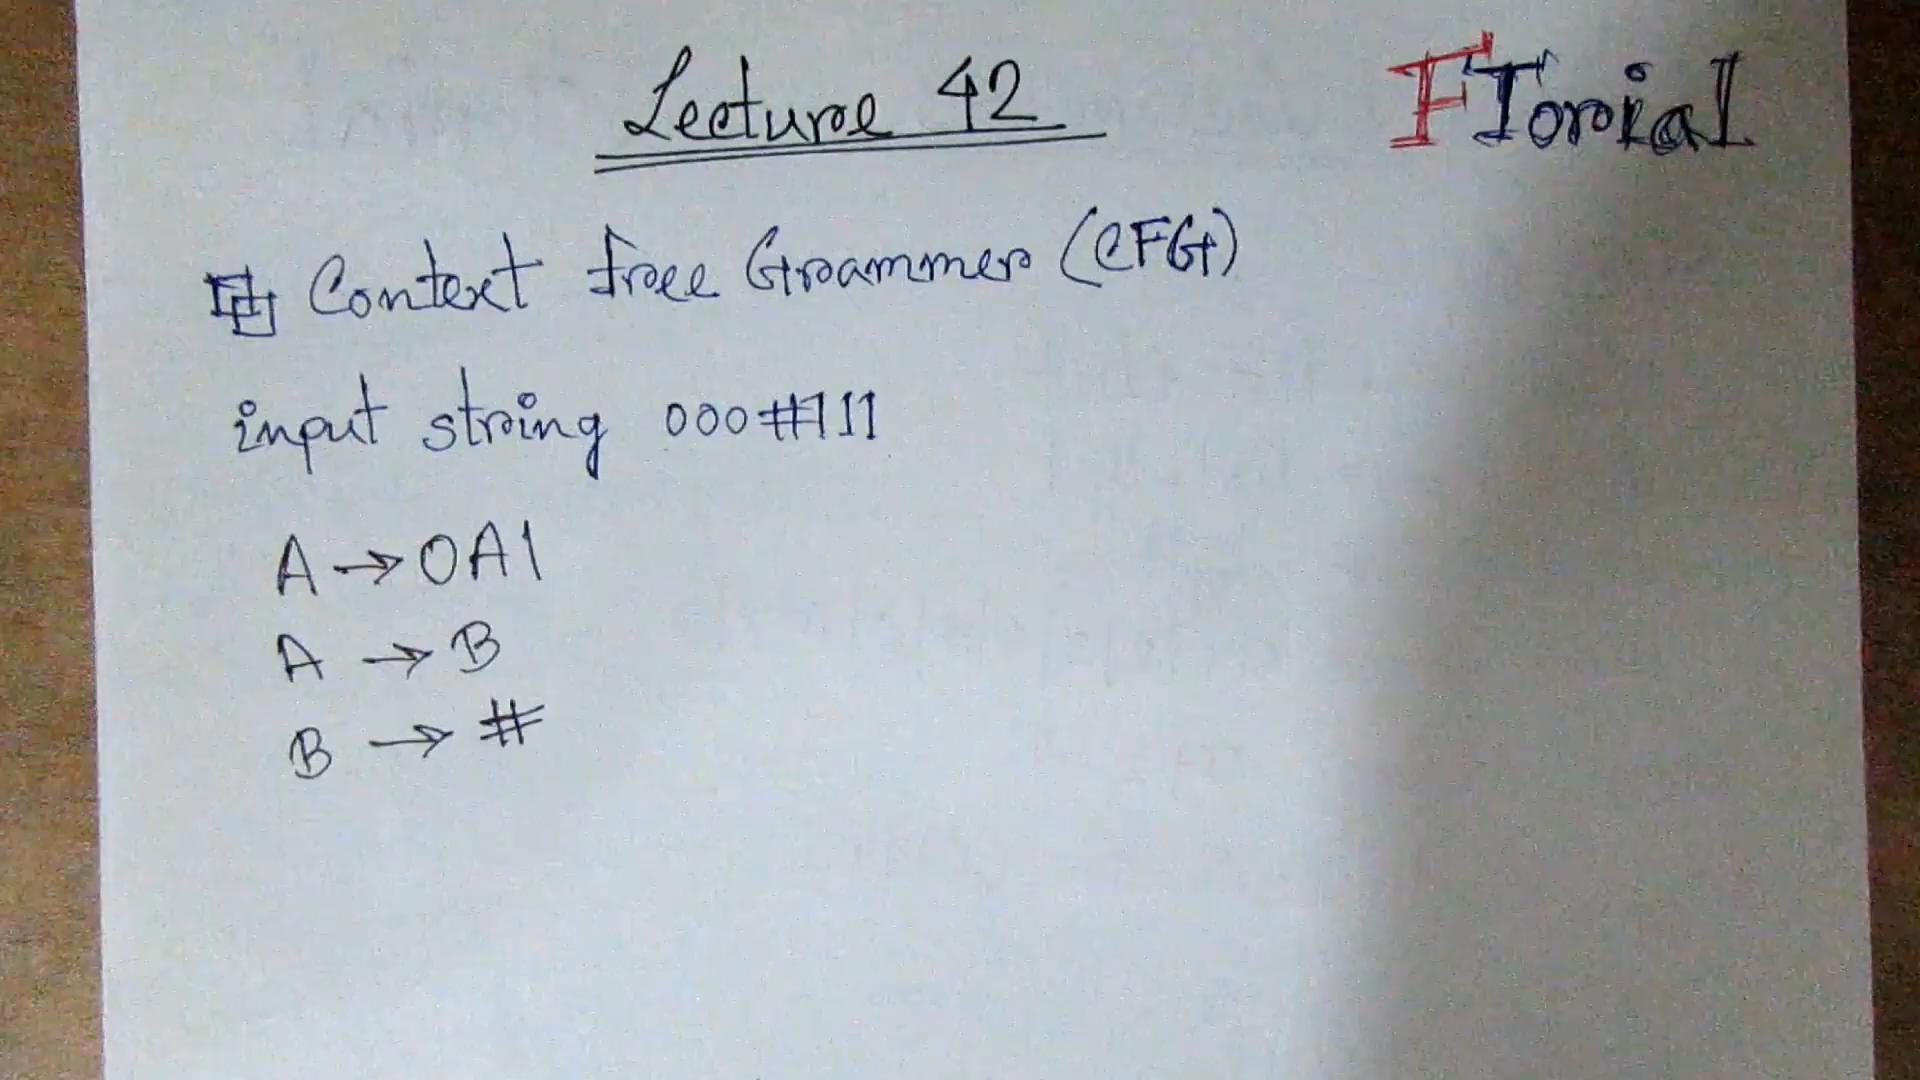 Lecture 42
FTorial
Context free Grammer (CFG)
input string 000#111
A → 0A1
A → B
B → #